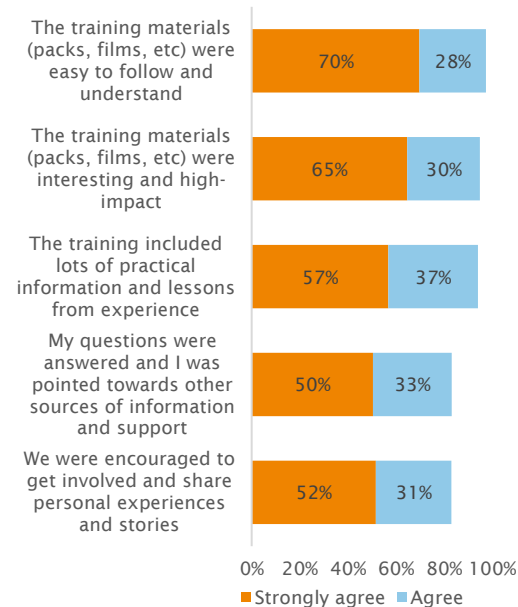 The training materials
(packs, films, etc) were
easy to follow and
understand
70%
28%
The training materials
(packs, films, etc) were
interesting and high-
impact
65%
30%
The training included
lots of practical
information and lessons
from experience
57%
37%
My questions were
answered and I was
pointed towards other
sources of information
and support
50%
33%
We were encouraged to
get involved and share
personal experiences
and stories
52%
31%
0% 20% 40% 60% 80% 100%
Strongly agree Agree